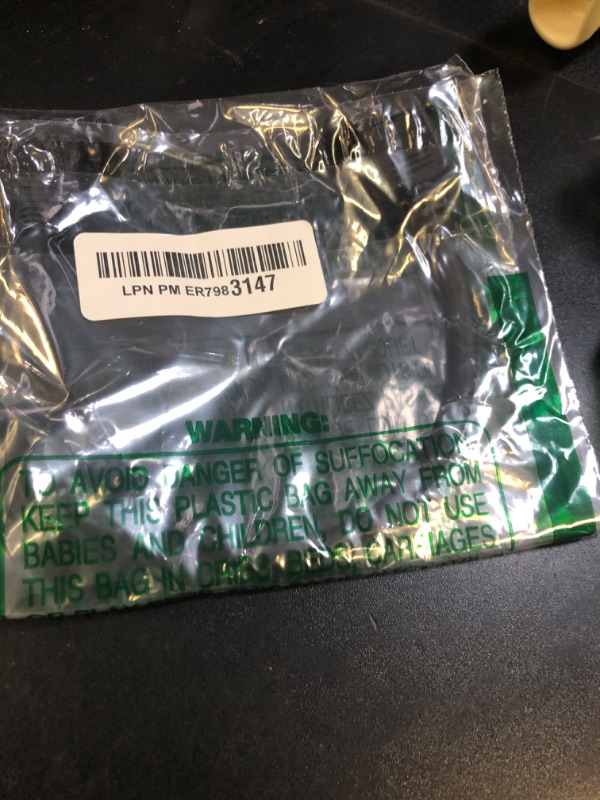 LPN PM ER7983147
WARNING:
TO AVOID DANGER OF SUFFOCATION
KEEP THIS PLASTIC BAG AWAY FROM
BABIES AND CHILDREN, DO NOT USE
THIS BAG IN CRIBS, BEDS, CARRIAGES